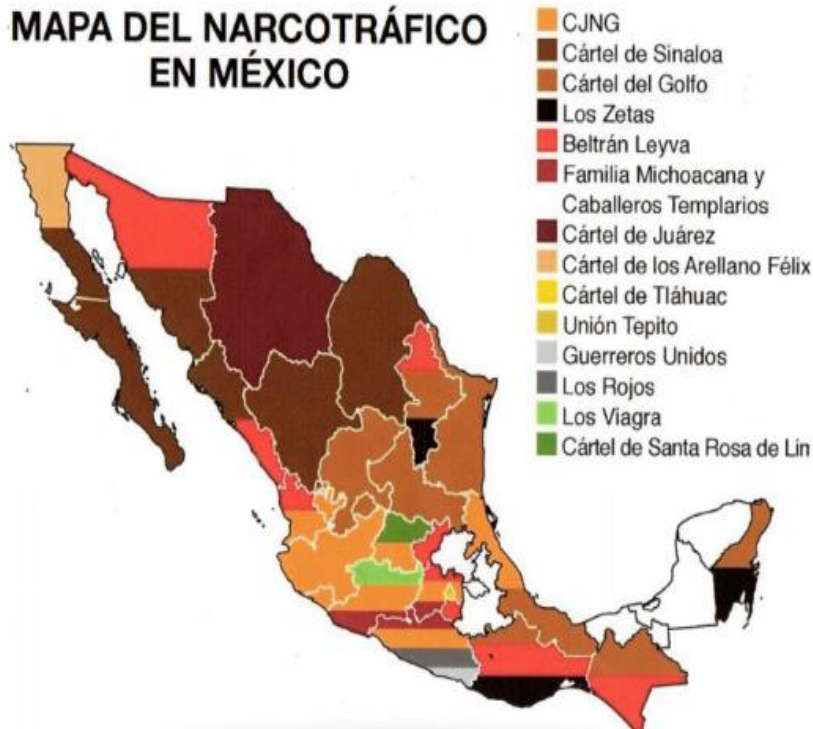 MAPA DEL NARCOTRÁFICO
EN MÉXICO
CJNG
Cártel de Sinaloa
Cártel del Golfo
Los Zetas
Beltrán Leyva
Familia Michoacana y
Caballeros Templarios
Cártel de Juárez
Cártel de los Arellano Félix
Cártel de Tláhuac
Unión Tepito
Guerreros Unidos
Los Rojos
Los Viagra
Cártel de Santa Rosa de Lin